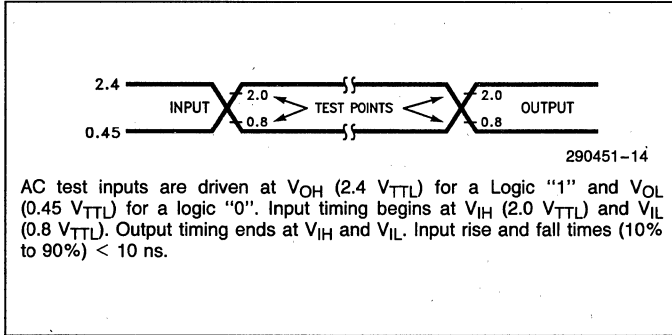 2.4
INPUT 2.0 TEST POINTS 2.0 OUTPUT
0.8 0.8
0.45
290451-14
AC test inputs are driven at VOH (2.4 VTTL) for a Logic "1" and VOL
(0.45 VTTL) for a logic "0". Input timing begins at VIH (2.0 VTTL) and VIL
(0.8 VTTL). Output timing ends at VIH and VIL. Input rise and fall times (10%
to 90%) < 10 ns.